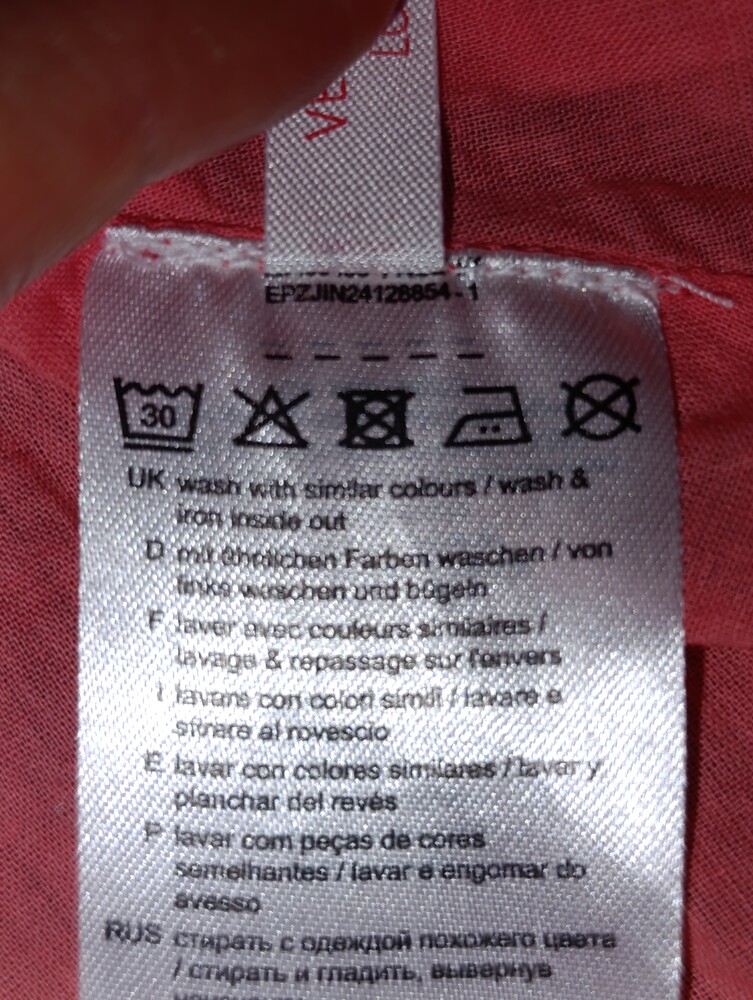 VE
LO
EPZJIN24128854-1
30
UK wash with similar colours / wash &
iron inside out
D mit ähnlichen Farben waschen / von
links waschen und bügeln
F laver avec couleurs similaires /
lavage & repassage sur l'envers
I lavare con colori simili / lavare e
stirare al rovescio
E lavar con colores similares / lavar y
planchar del revés
P lavar com peças de cores
semelhantes / lavar e engomar do
avesso
RUS стирать с одеждой похожего цвета
/ стирать и гладить, вывернув